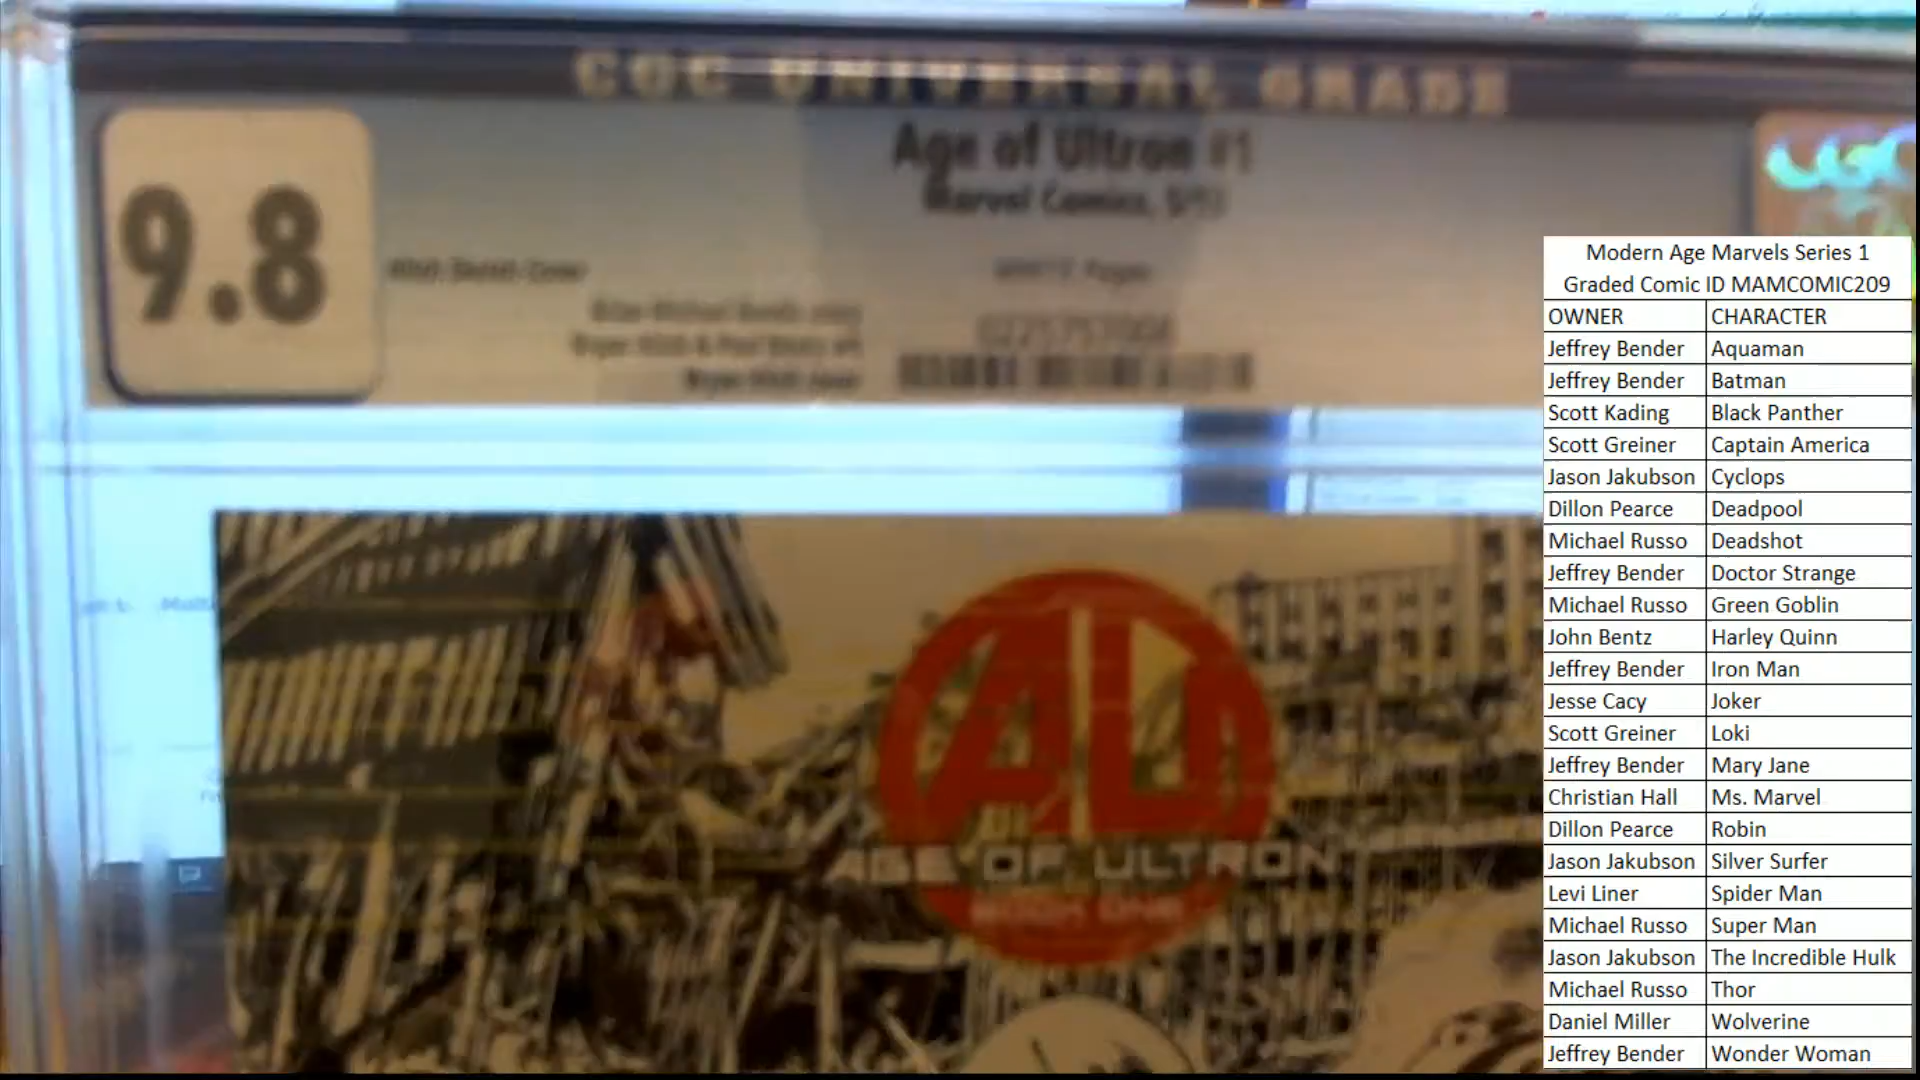 CGC UNIVERSAL GRADE
9.8
Age of Ultron #1
Marvel Comics,
WHITE Pages
AGE OF ULTRON
BOOK ONE
Modern Age Marvels Series 1
Graded Comic ID MAMCOMIC209
OWNER CHARACTER
Jeffrey Bender Aquaman
Jeffrey Bender Batman
Scott Kading Black Panther
Scott Greiner Captain America
Jason Jakubson Cyclops
Dillon Pearce Deadpool
Michael Russo Deadshot
Jeffrey Bender Doctor Strange
Michael Russo Green Goblin
John Bentz Harley Quinn
Jeffrey Bender Iron Man
Jesse Cacy Joker
Scott Greiner Loki
Jeffrey Bender Mary Jane
Christian Hall Ms. Marvel
Dillon Pearce Robin
Jason Jakubson Silver Surfer
Levi Liner Spider Man
Michael Russo Super Man
Jason Jakubson The Incredible Hulk
Michael Russo Thor
Daniel Miller Wolverine
Jeffrey Bender Wonder Woman